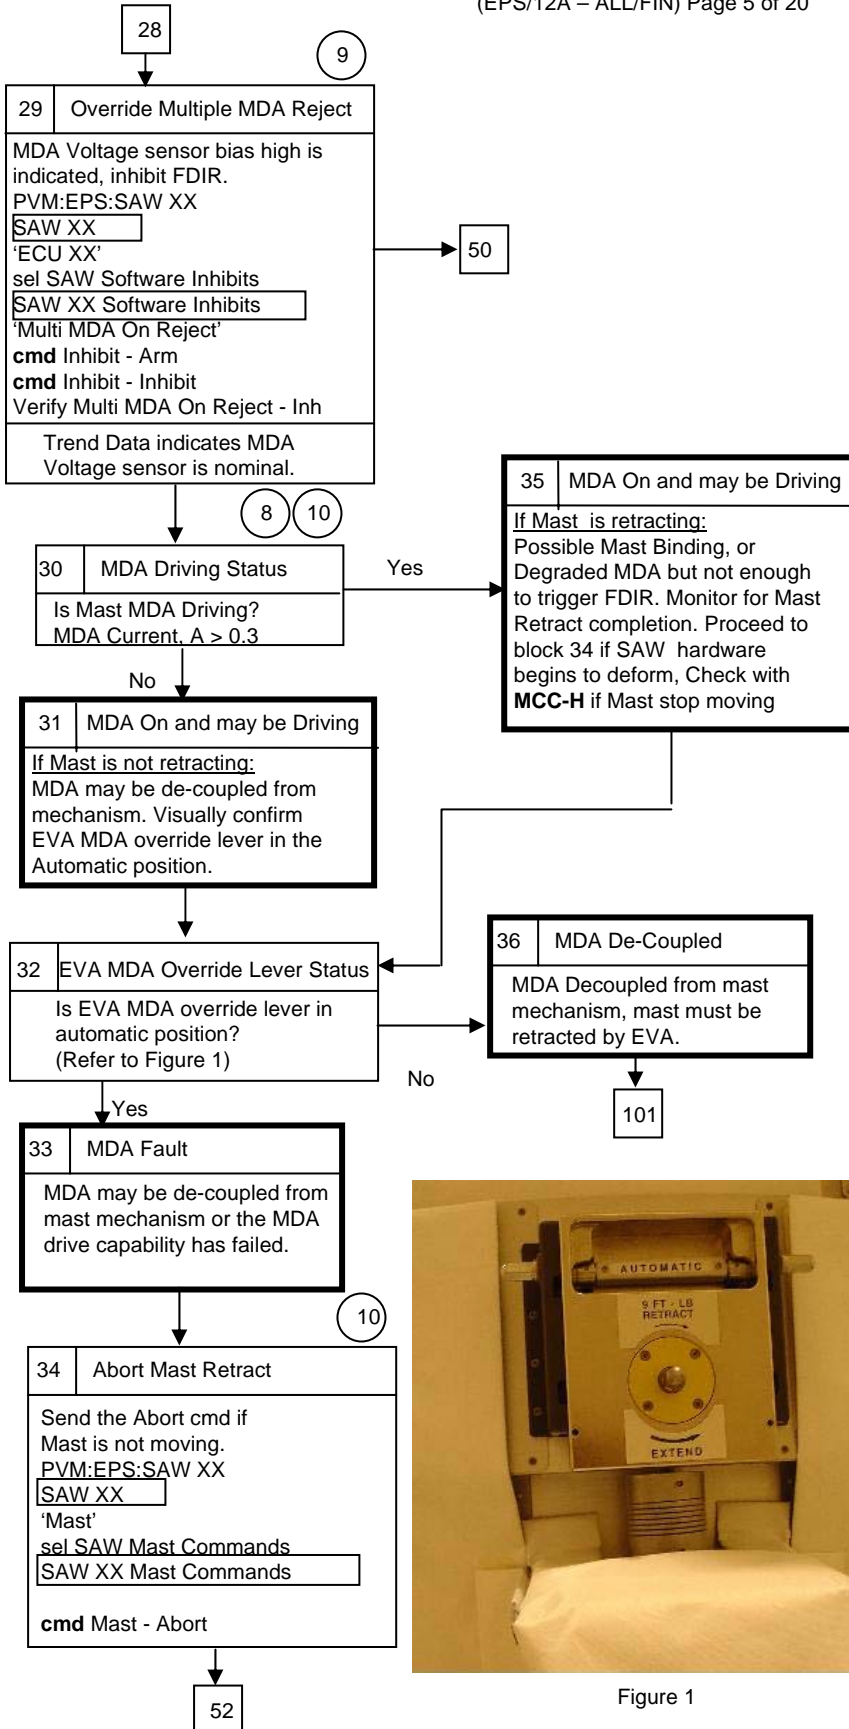 (EPS/12A – ALL/FIN) Page 5 of 20
28
9
29 Override Multiple MDA Reject
MDA Voltage sensor bias high is
indicated, inhibit FDIR.
PVM:EPS:SAW XX
SAW XX
‘ECU XX’
sel SAW Software Inhibits
SAW XX Software Inhibits
‘Multi MDA On Reject’
cmd Inhibit - Arm
cmd Inhibit - Inhibit
Verify Multi MDA On Reject - Inh
Trend Data indicates MDA
Voltage sensor is nominal.
50
8 10
30 MDA Driving Status
Is Mast MDA Driving?
MDA Current, A > 0.3
Yes
No
35 MDA On and may be Driving
If Mast is retracting:
Possible Mast Binding, or
Degraded MDA but not enough
to trigger FDIR. Monitor for Mast
Retract completion. Proceed to
block 34 if SAW hardware
begins to deform, Check with
MCC-H if Mast stop moving
31 MDA On and may be Driving
If Mast is not retracting:
MDA may be de-coupled from
mechanism. Visually confirm
EVA MDA override lever in the
Automatic position.
32 EVA MDA Override Lever Status
Is EVA MDA override lever in
automatic position?
(Refer to Figure 1)
No
Yes
36 MDA De-Coupled
MDA Decoupled from mast
mechanism, mast must be
retracted by EVA.
101
33 MDA Fault
MDA may be de-coupled from
mast mechanism or the MDA
drive capability has failed.
10
34 Abort Mast Retract
Send the Abort cmd if
Mast is not moving.
PVM:EPS:SAW XX
SAW XX
‘Mast’
sel SAW Mast Commands
SAW XX Mast Commands
cmd Mast - Abort
52
AUTOMATIC
9 FT - LB
RETRACT
EXTEND
Figure 1